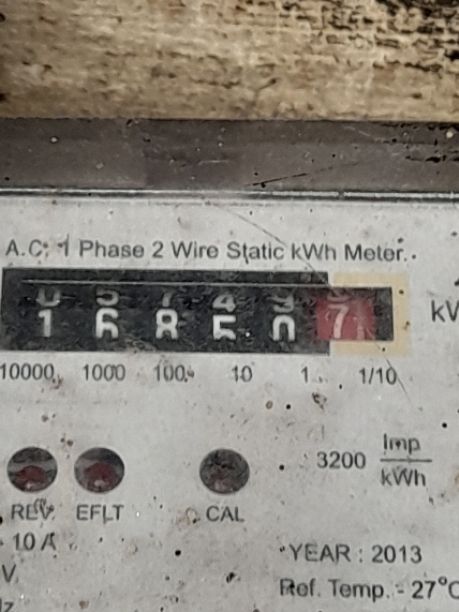 A.C. 1 Phase 2 Wire Static kWh Meter.
1 6 8 5 0 7 kW
10000 1000 100 10 1 1/10
3200 Imp/kWh
REV EFLT CAL
10 A
YEAR : 2013
V
Ref. Temp. - 27°C